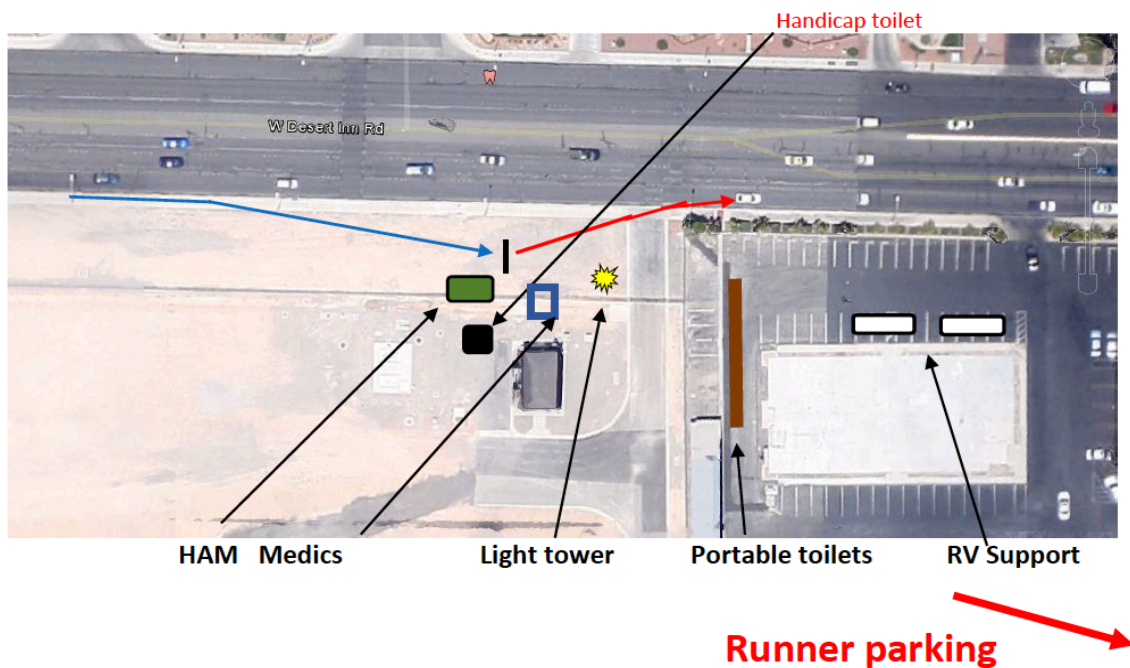 Handicap toilet
W Desert Inn Rd
HAM Medics Light tower Portable toilets RV Support
Runner parking